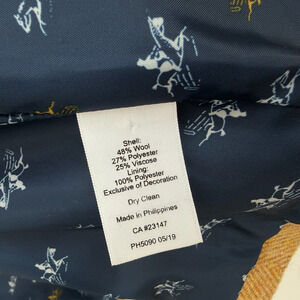 Shell:
48% Wool
27% Polyester
25% Viscose
Lining:
100% Polyester
Exclusive of Decoration
Dry Clean
Made in Philippines
CA #23147
PH5090 05/19